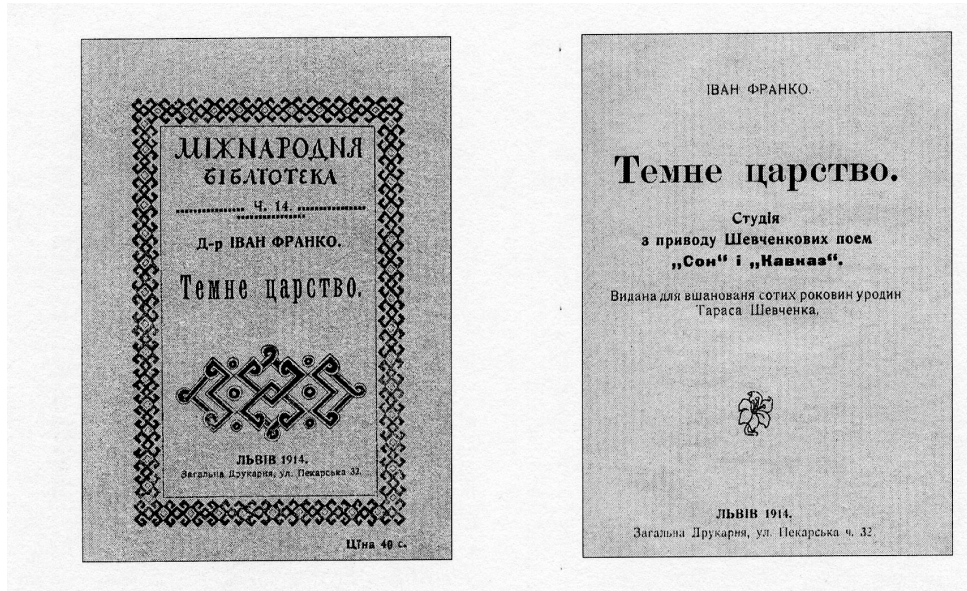 МІЖНАРОДНЯ
БІБЛЇОТЕКА
Ч. 14.
Д-р ІВАН ФРАНКО.
Темне царство.
ЛЬВІВ 1914.
Загальна Друкарня, ул. Пекарська 32.
Цїна 40 с.
ІВАН ФРАНКО.
Темне царство.
Студія
з приводу Шевченкових поем
„Сон“ і „Кавказ“.
Видана для вшанованя сотих роковин уродин
Тараса Шевченка.
ЛЬВІВ 1914.
Загальна Друкарня, ул. Пекарська ч. 32